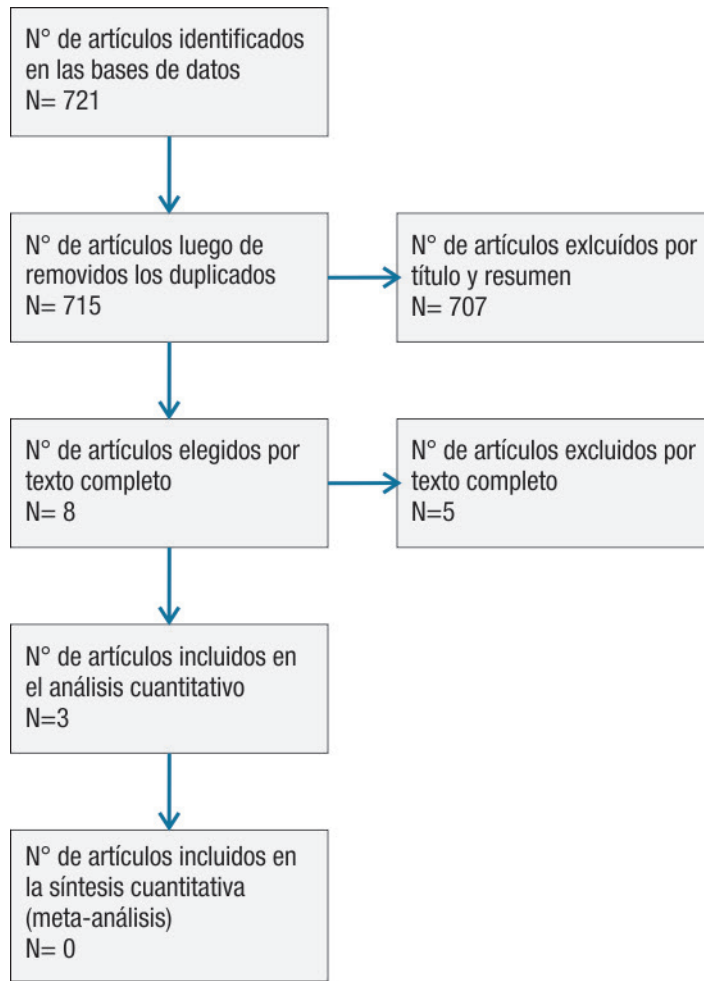 N° de artículos identificados
en las bases de datos
N= 721
N° de artículos luego de
removidos los duplicados
N= 715
N° de artículos exlcuídos por
título y resumen
N= 707
N° de artículos elegidos por
texto completo
N= 8
N° de artículos excluidos por
texto completo
N=5
N° de artículos incluidos en
el análisis cuantitativo
N=3
N° de artículos incluidos en
la síntesis cuantitativa
(meta-análisis)
N= 0